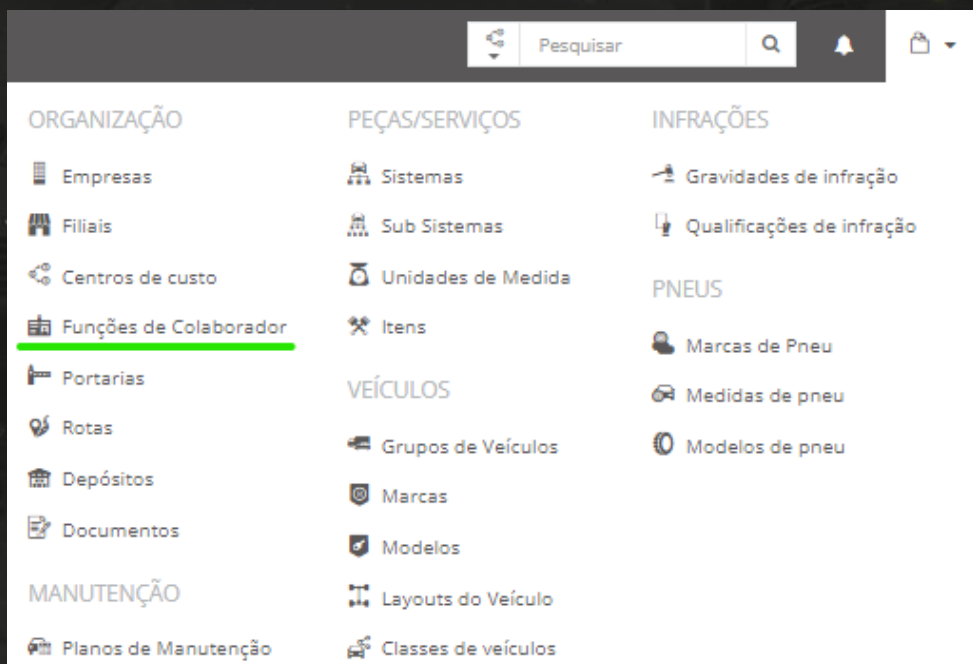 Pesquisar
ORGANIZAÇÃO
Empresas
Filiais
Centros de custo
Funções de Colaborador
Portarias
Rotas
Depósitos
Documentos
MANUTENÇÃO
Planos de Manutenção
PEÇAS/SERVIÇOS
Sistemas
Sub Sistemas
Unidades de Medida
Itens
VEÍCULOS
Grupos de Veículos
Marcas
Modelos
Layouts do Veículo
Classes de veículos
INFRAÇÕES
Gravidades de infração
Qualificações de infração
PNEUS
Marcas de Pneu
Medidas de pneu
Modelos de pneu